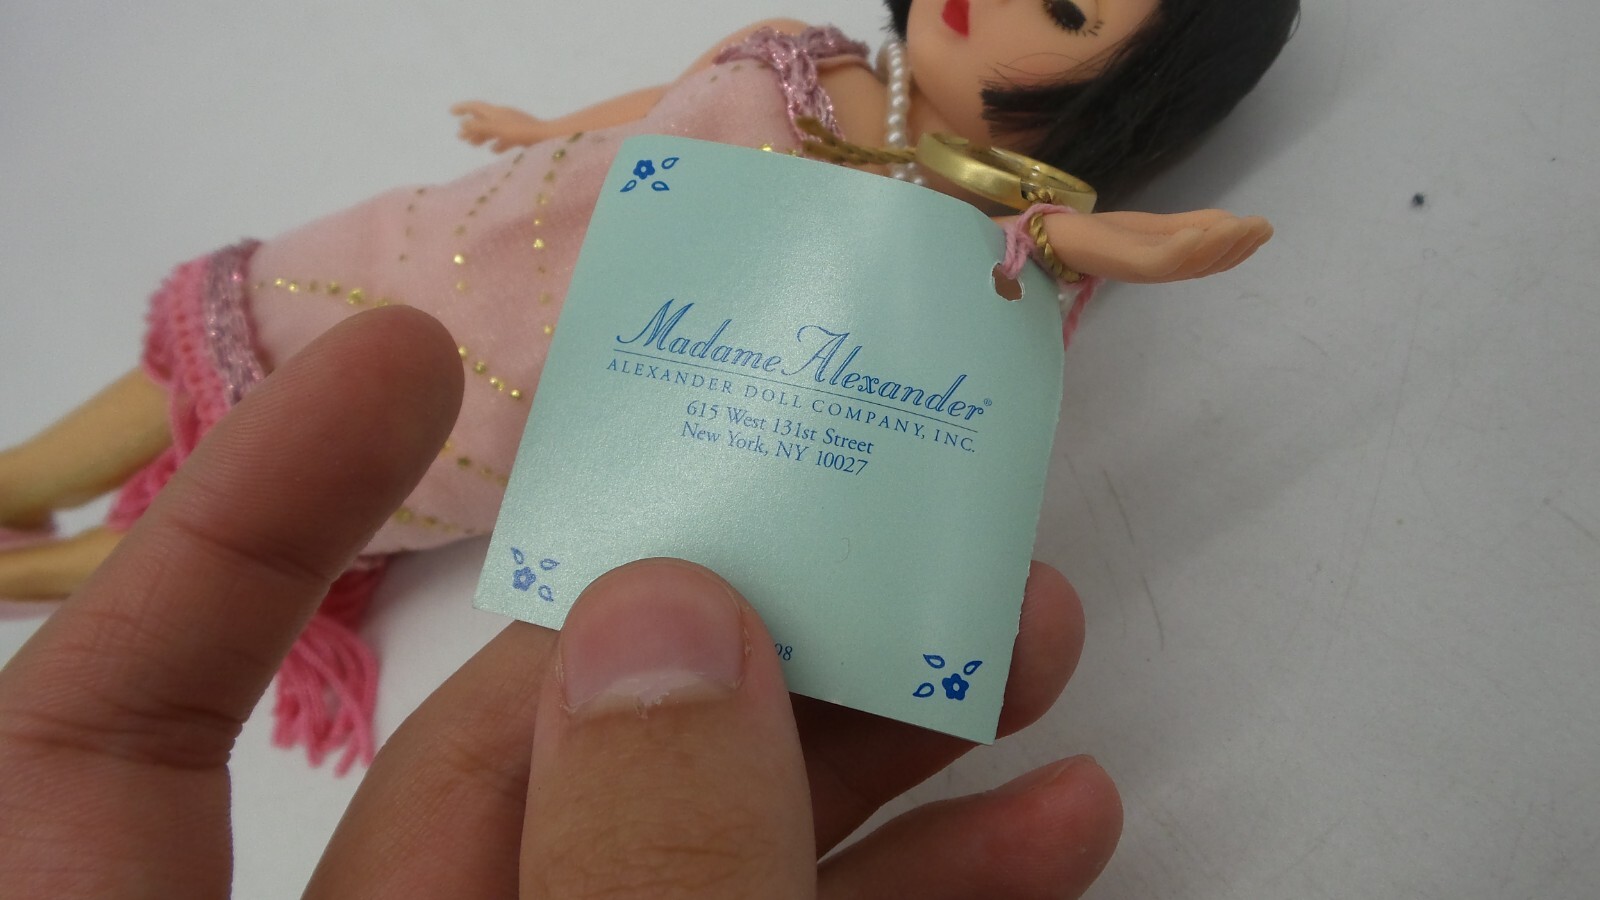 Madame Alexander®
ALEXANDER DOLL COMPANY, INC.
615 West 131st Street
New York, NY 10027